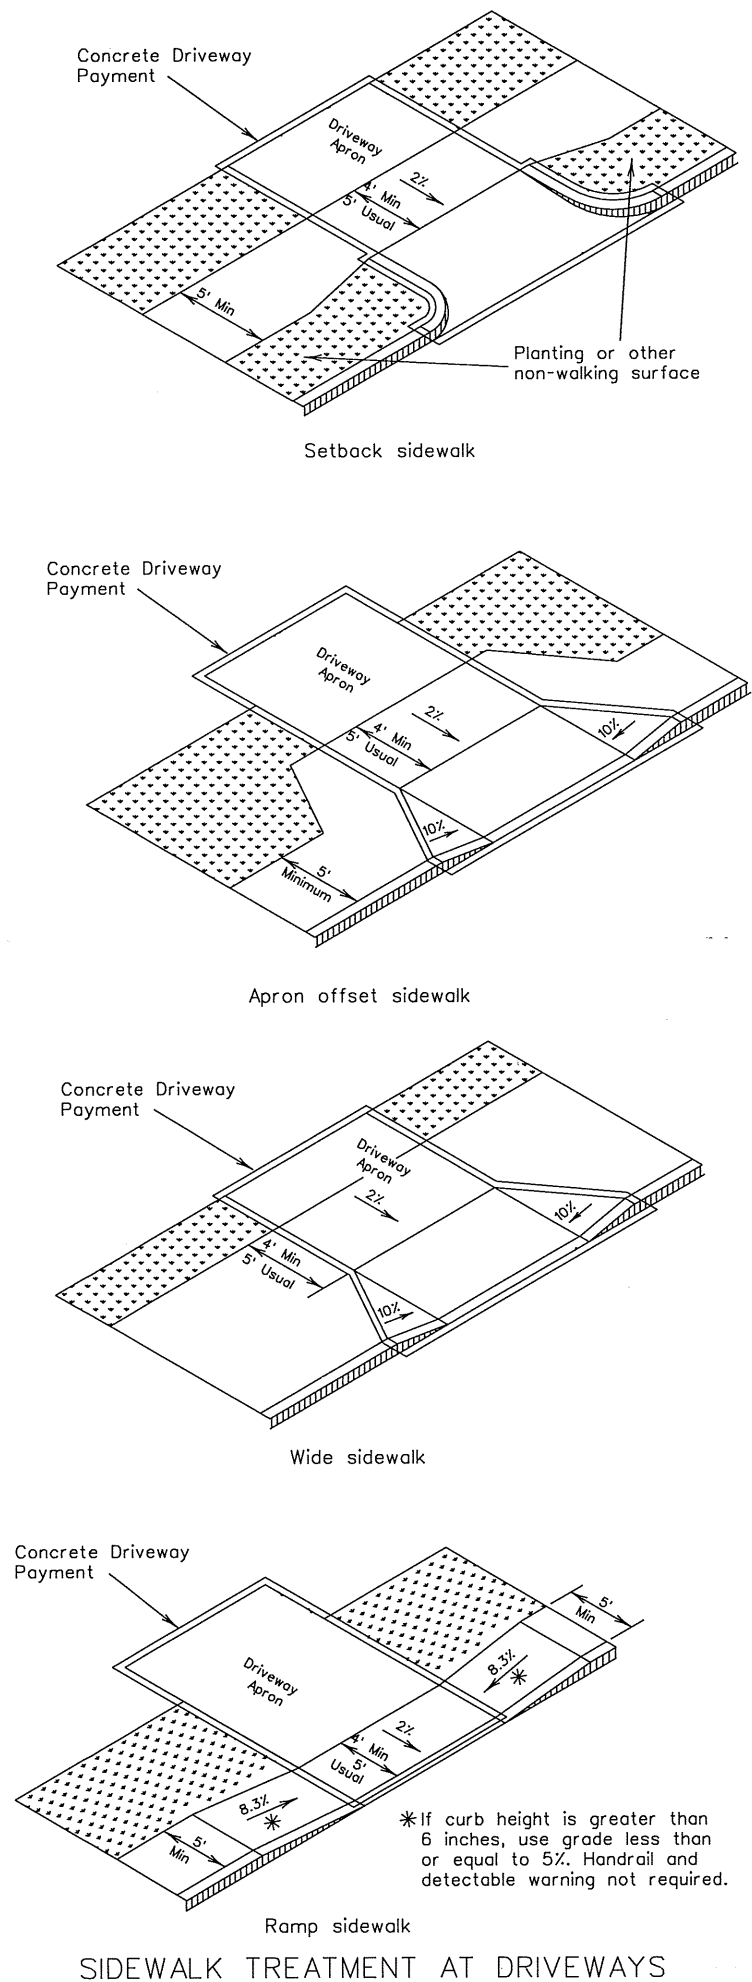 Concrete Driveway
Payment
Driveway
Apron
2%
4' Min
5' Usual
5' Min
Planting or other
non-walking surface
Setback sidewalk
Concrete Driveway
Payment
Driveway
Apron
2%
4' Min
5' Usual
10%
10%
5'
Minimum
Apron offset sidewalk
Concrete Driveway
Payment
Driveway
Apron
2%
10%
4' Min
5' Usual
10%
Wide sidewalk
Concrete Driveway
Payment
5'
Min
8.3%
*
Driveway
Apron
2%
4' Min
5'
Usual
8.3%
*
5'
Min
*If curb height is greater than
6 inches, use grade less than
or equal to 5%. Handrail and
detectable warning not required.
Ramp sidewalk
SIDEWALK TREATMENT AT DRIVEWAYS